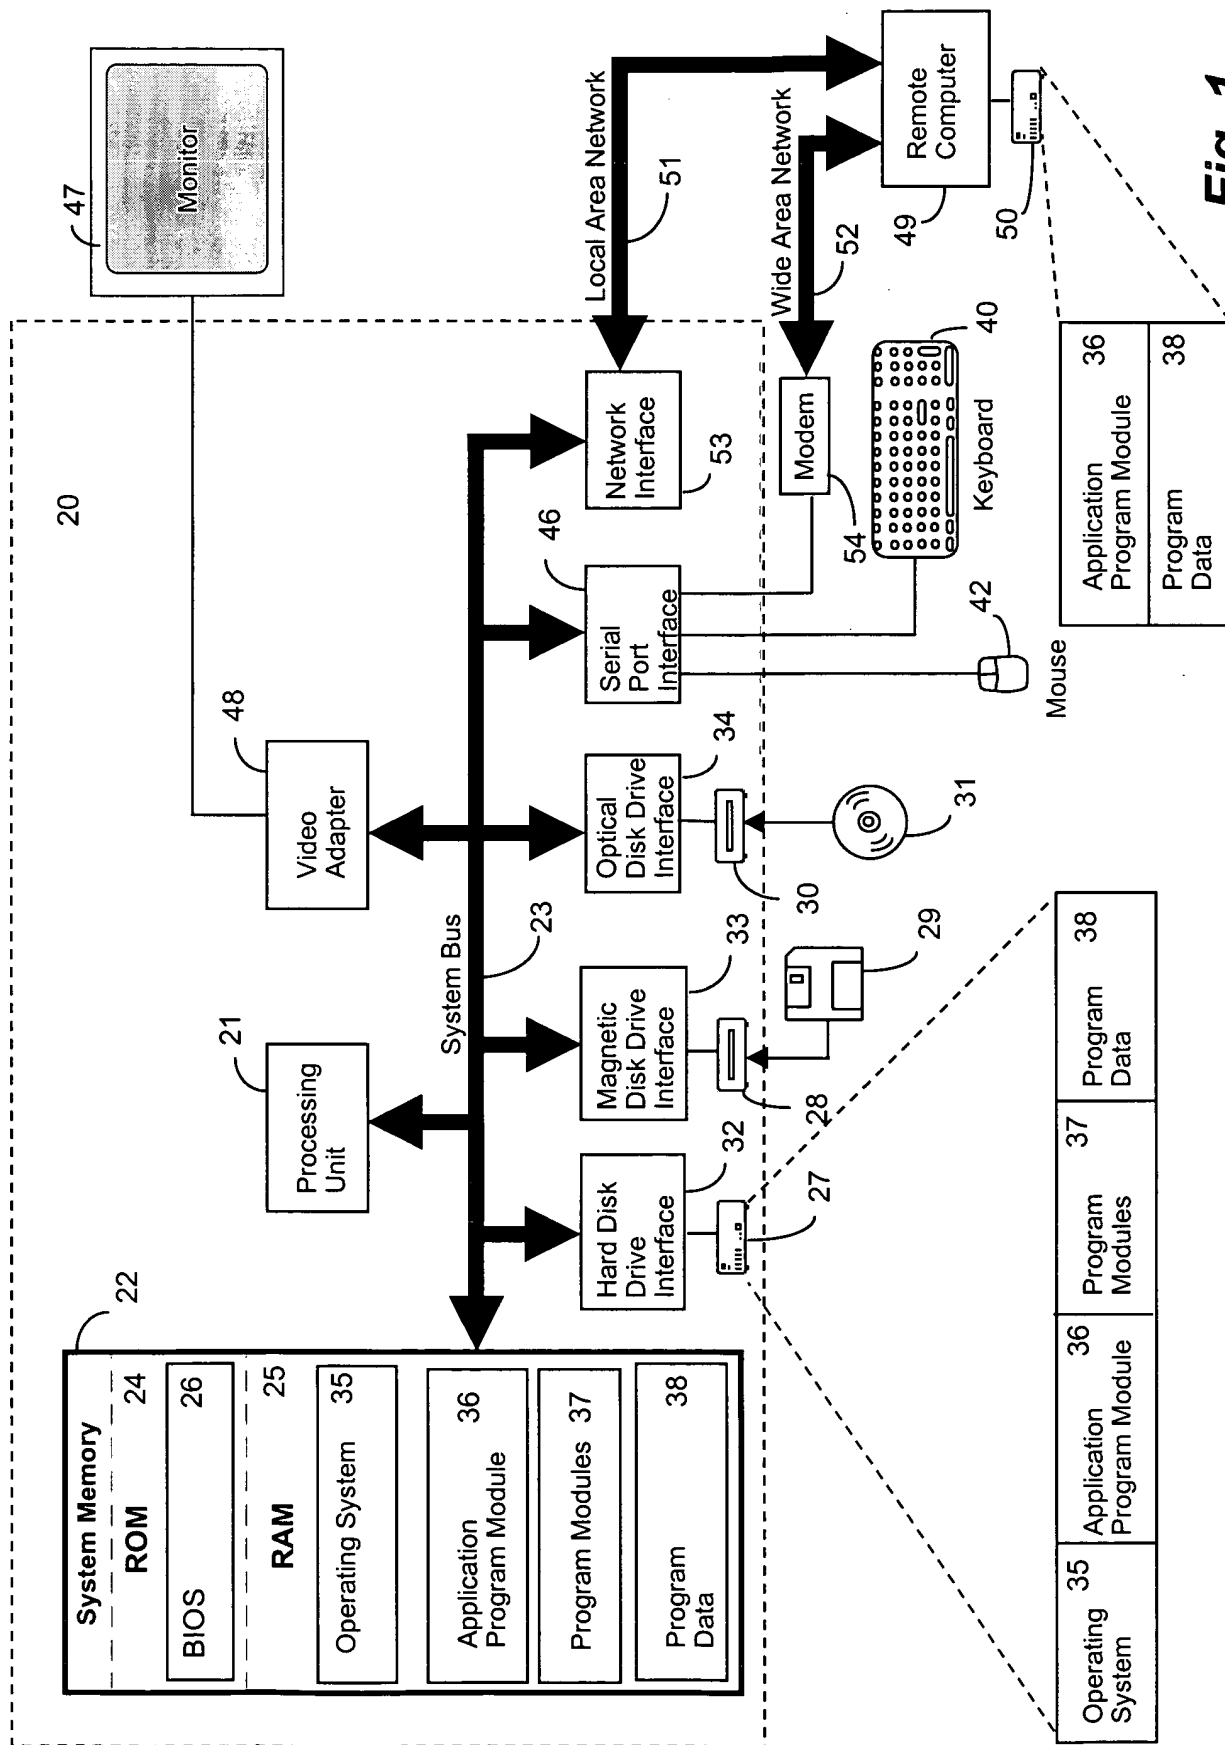 20
System Memory
ROM
24
BIOS
26
RAM
25
Operating System
35
Application
Program Module
36
Program Modules
37
Program
Data
38
22
Processing
Unit
21
Video
Adapter
48
47
Monitor
System Bus
23
Hard Disk
Drive
Interface
32
Magnetic
Disk Drive
Interface
33
Optical
Disk Drive
Interface
34
Serial
Port
Interface
46
Network
Interface
53
Local Area Network
51
27
28
30
29
31
Modem
54
Wide Area Network
52
Mouse
42
Keyboard
40
Remote
Computer
49
50
Operating
System
35
Application
Program Module
36
Program
Modules
37
Program
Data
38
Application
Program Module
36
Program
Data
38
Fig. 1